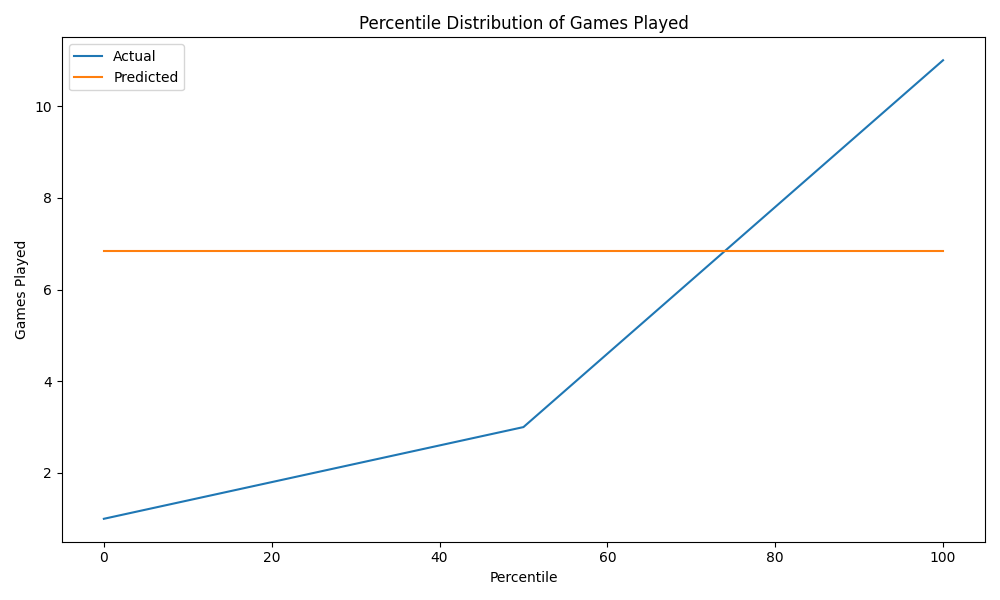 Percentile Distribution of Games Played
Actual
Predicted
10
8
6
4
2
Games Played
0 20 40 60 80 100
Percentile